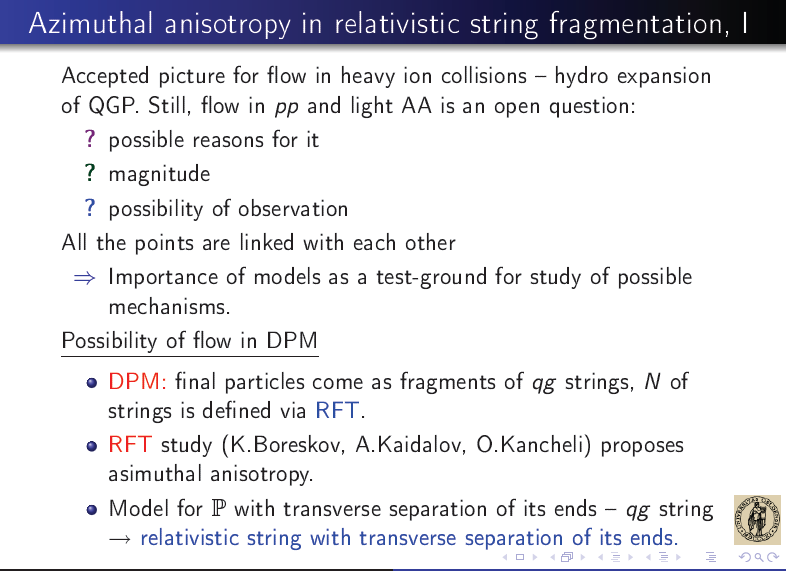 Azimuthal anisotropy in relativistic string fragmentation, I
Accepted picture for flow in heavy ion collisions – hydro expansion
of QGP. Still, flow in pp and light AA is an open question:
? possible reasons for it
? magnitude
? possibility of observation
All the points are linked with each other
⇒ Importance of models as a test-ground for study of possible
mechanisms.
Possibility of flow in DPM
• DPM: final particles come as fragments of qg strings, N of
strings is defined via RFT.
• RFT study (K.Boreskov, A.Kaidalov, O.Kancheli) proposes
asimuthal anisotropy.
• Model for ℙ with transverse separation of its ends – qg string
→ relativistic string with transverse separation of its ends.